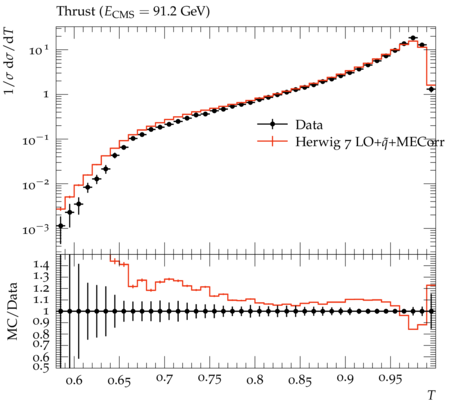 Thrust (E_CMS = 91.2 GeV)
1/σ dσ/dT
10^1
1
10^−1
10^−2
10^−3
Data
Herwig 7 LO+q̃+MECorr
MC/Data
1.4
1.3
1.2
1.1
1
0.9
0.8
0.7
0.6
0.5
0.6 0.65 0.7 0.75 0.8 0.85 0.9 0.95
T